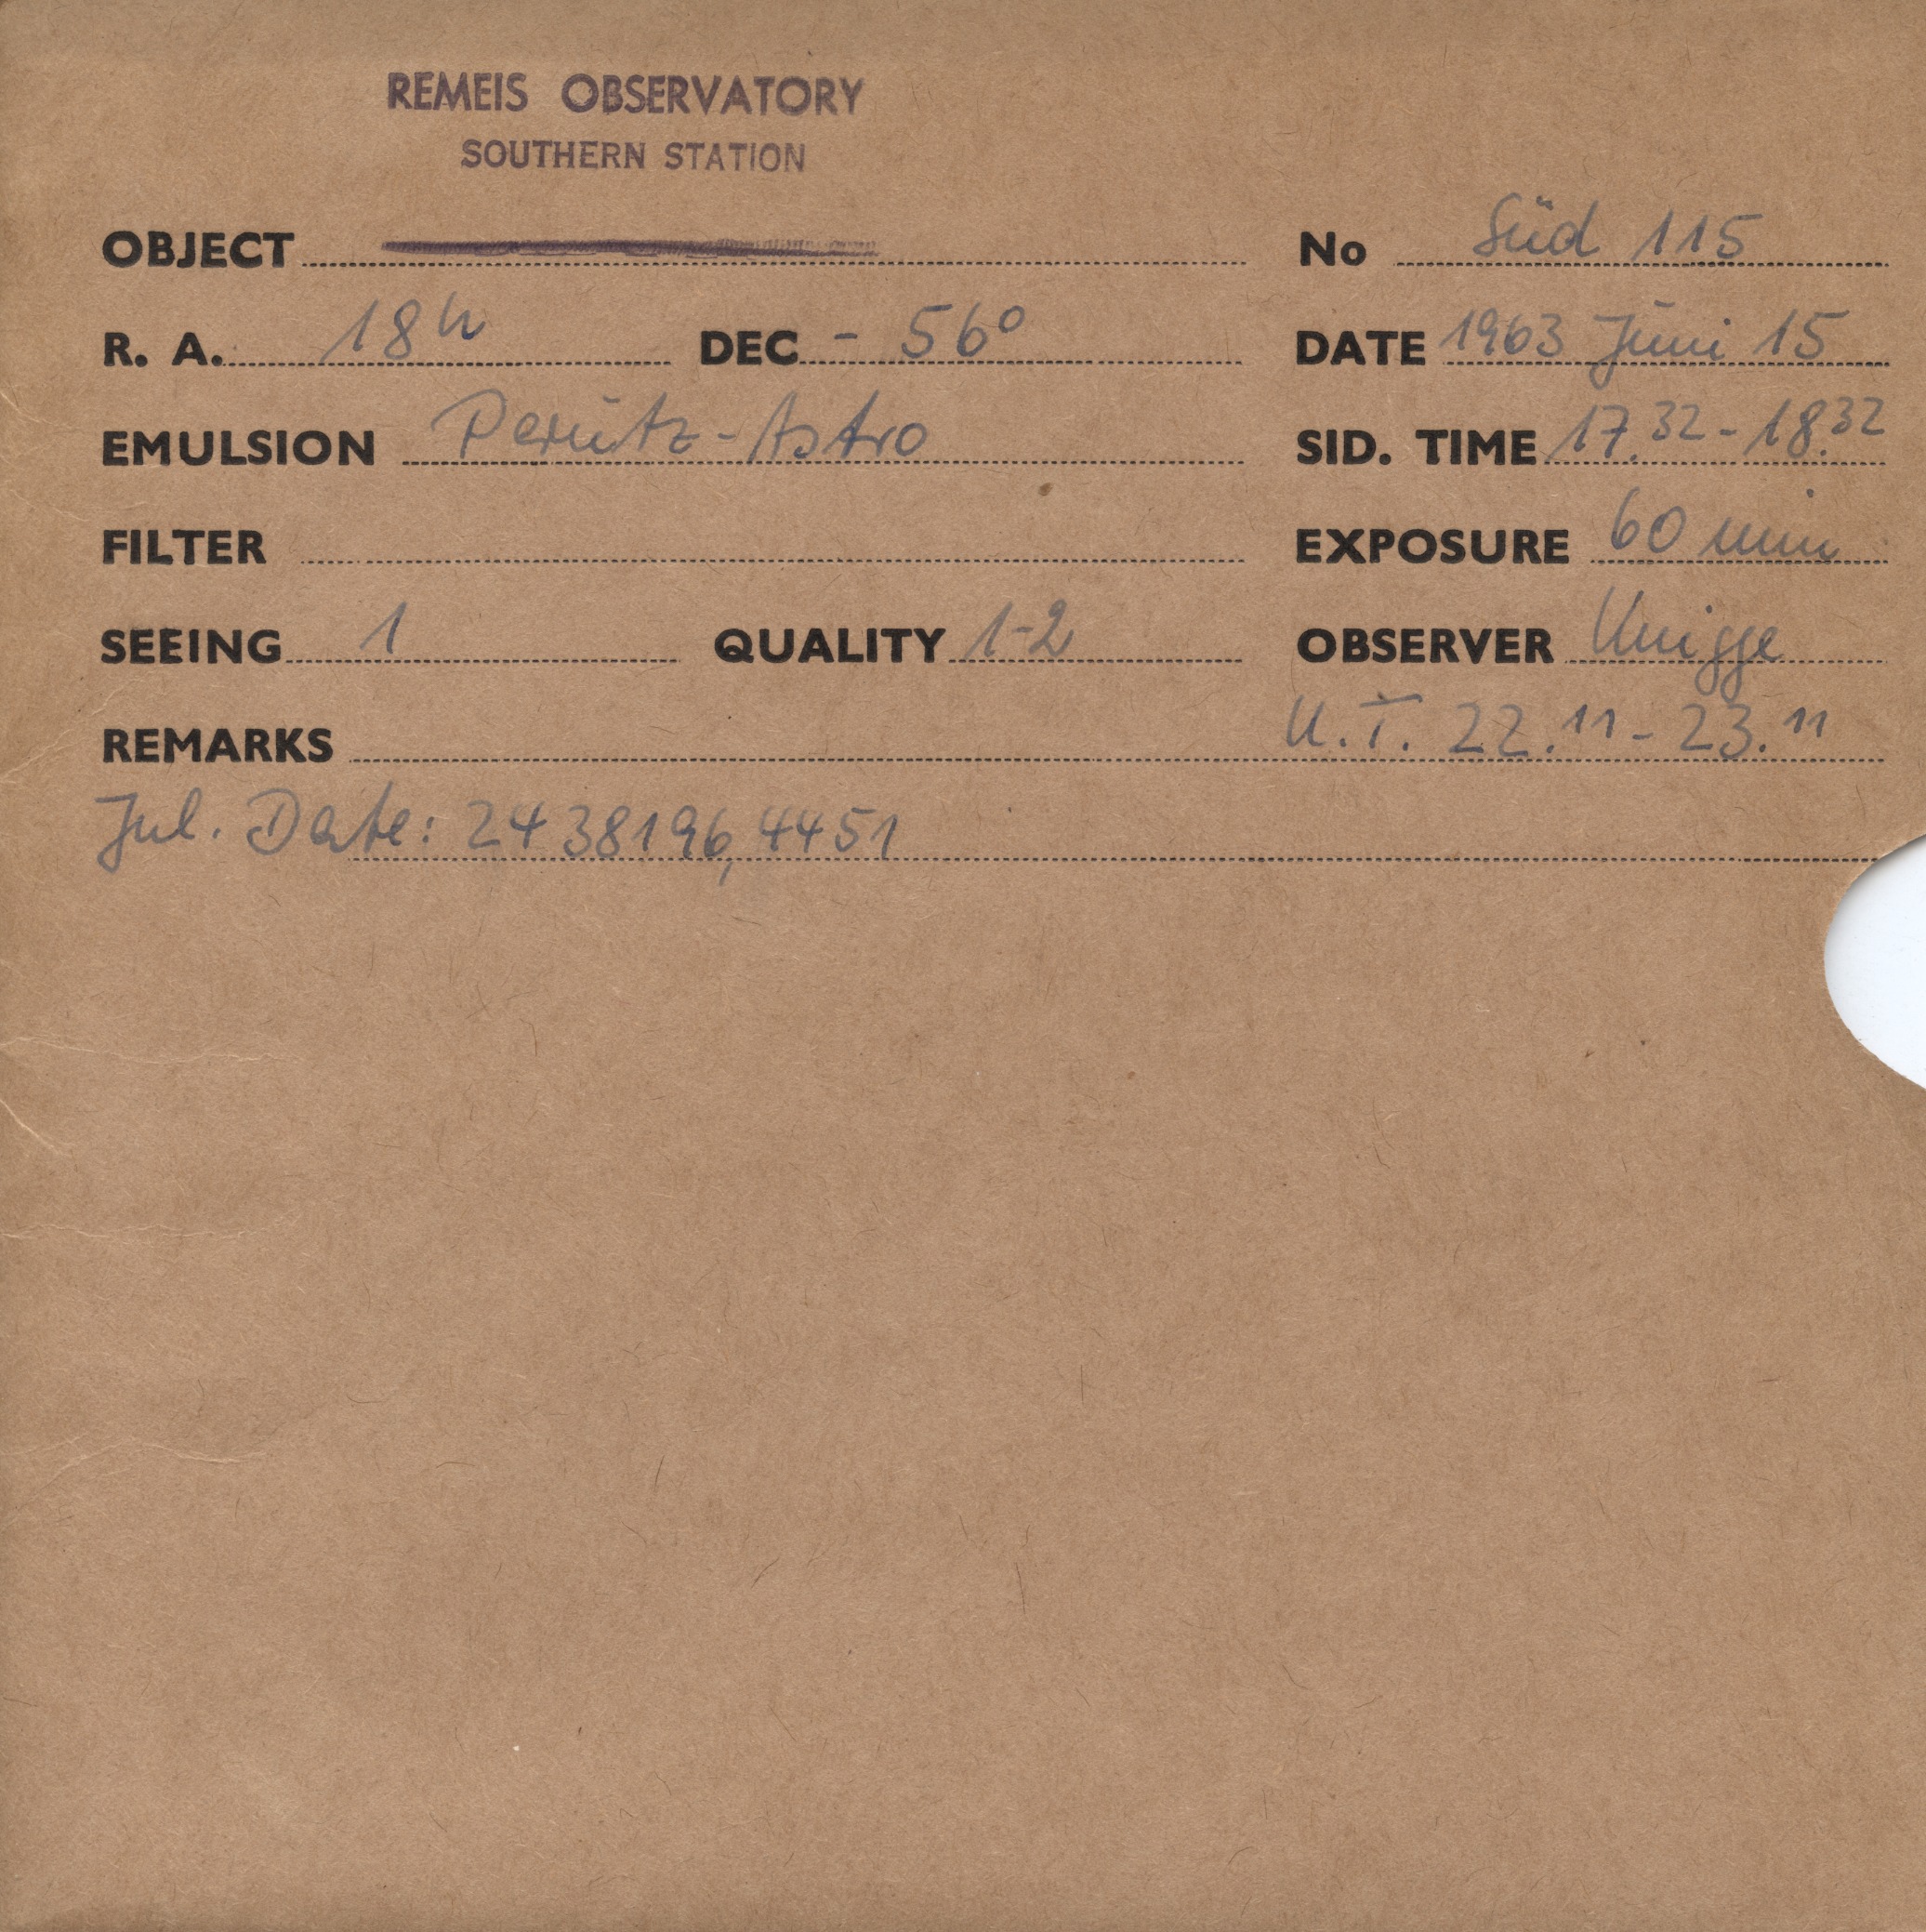 REMEIS OBSERVATORY
SOUTHERN STATION
OBJECT No Süd 115
R. A. 18h DEC - 56° DATE 1963 Juni 15
EMULSION Perutz-Astro SID. TIME 17.32 - 18.32
FILTER EXPOSURE 60 min
SEEING 1 QUALITY 1-2 OBSERVER Knigge
REMARKS U.T. 22.11 - 23.11
Jul. Date: 2438196,4451